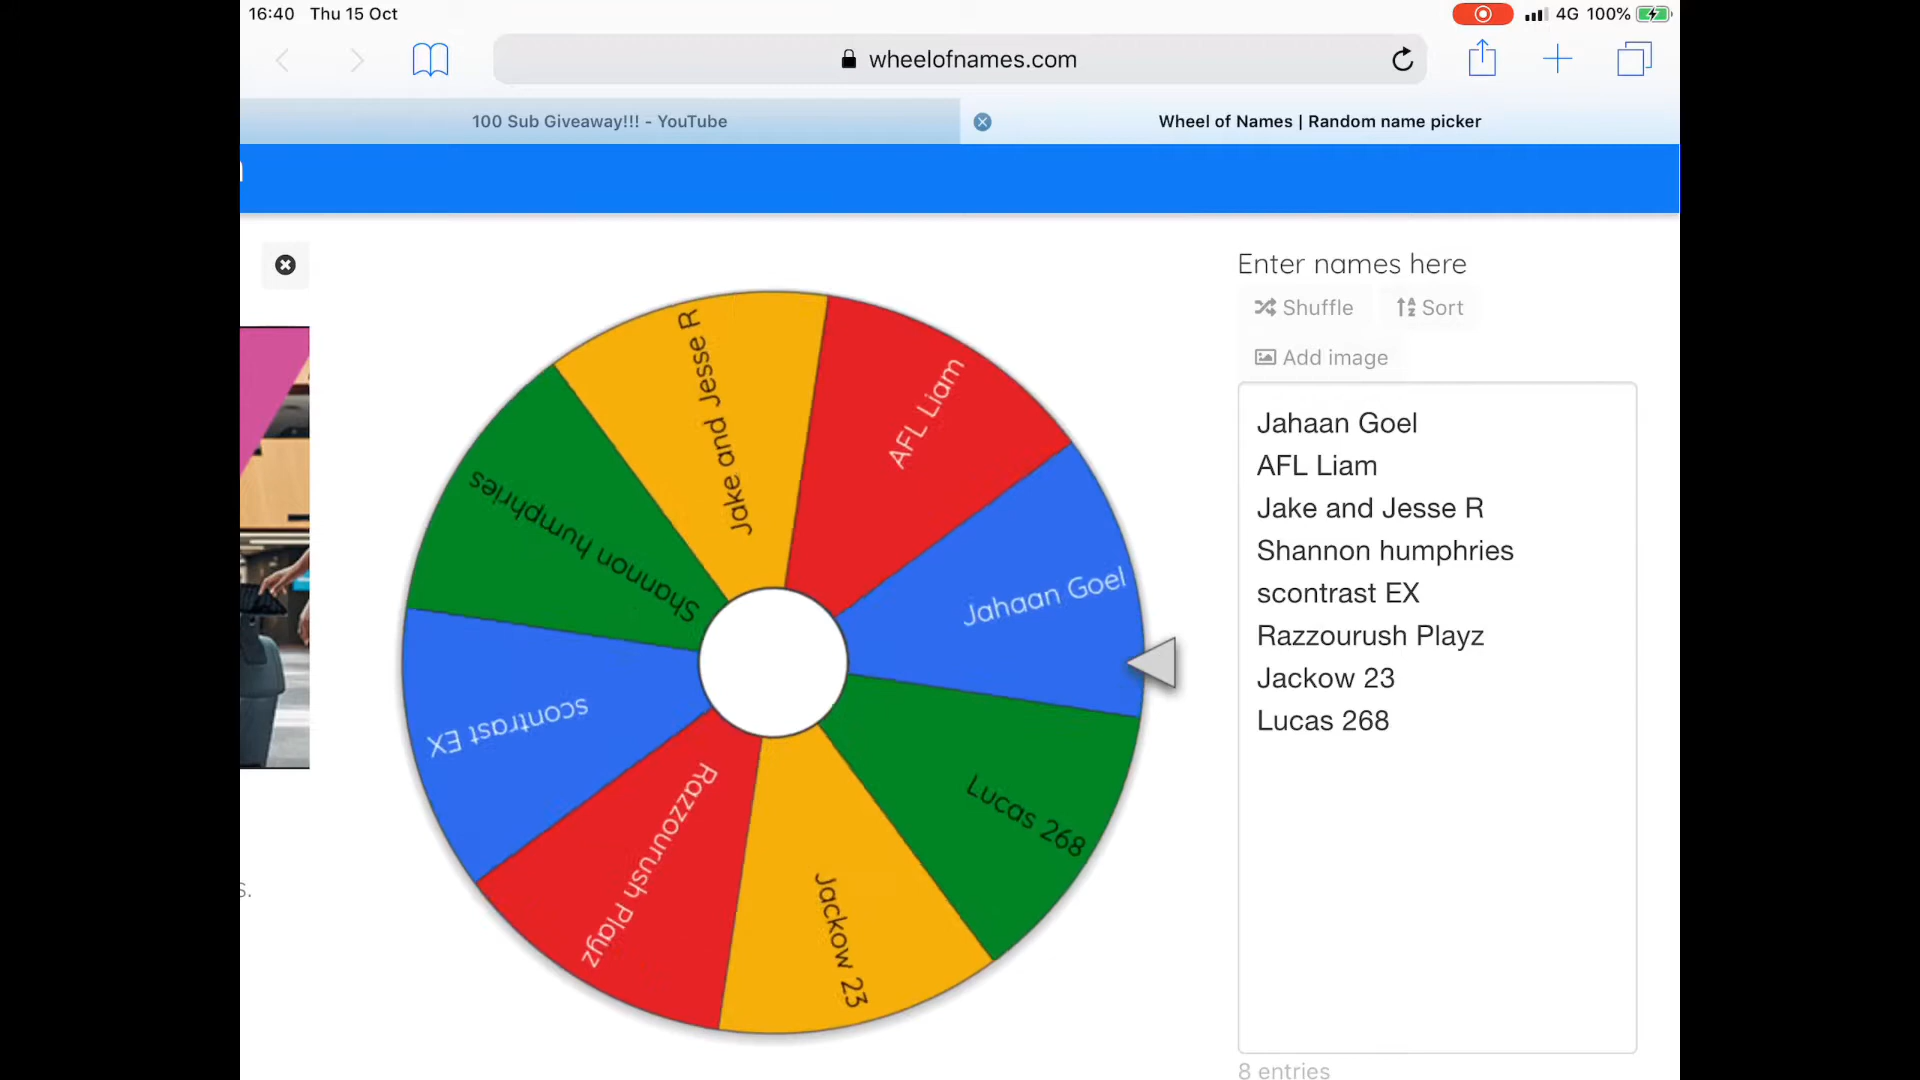 16:40 Thu 15 Oct
4G 100%
wheelofnames.com
100 Sub Giveaway!!! - YouTube
Wheel of Names | Random name picker
Enter names here
Shuffle
Sort
Add image
Jahaan Goel
AFL Liam
Jake and Jesse R
Shannon humphries
scontrast EX
Razzourush Playz
Jackow 23
Lucas 268
8 entries
Jake and Jesse R
AFL Liam
Jahaan Goel
Lucas 268
Jackow 23
Razzourush Playz
scontrast EX
Shannon humphries
s.